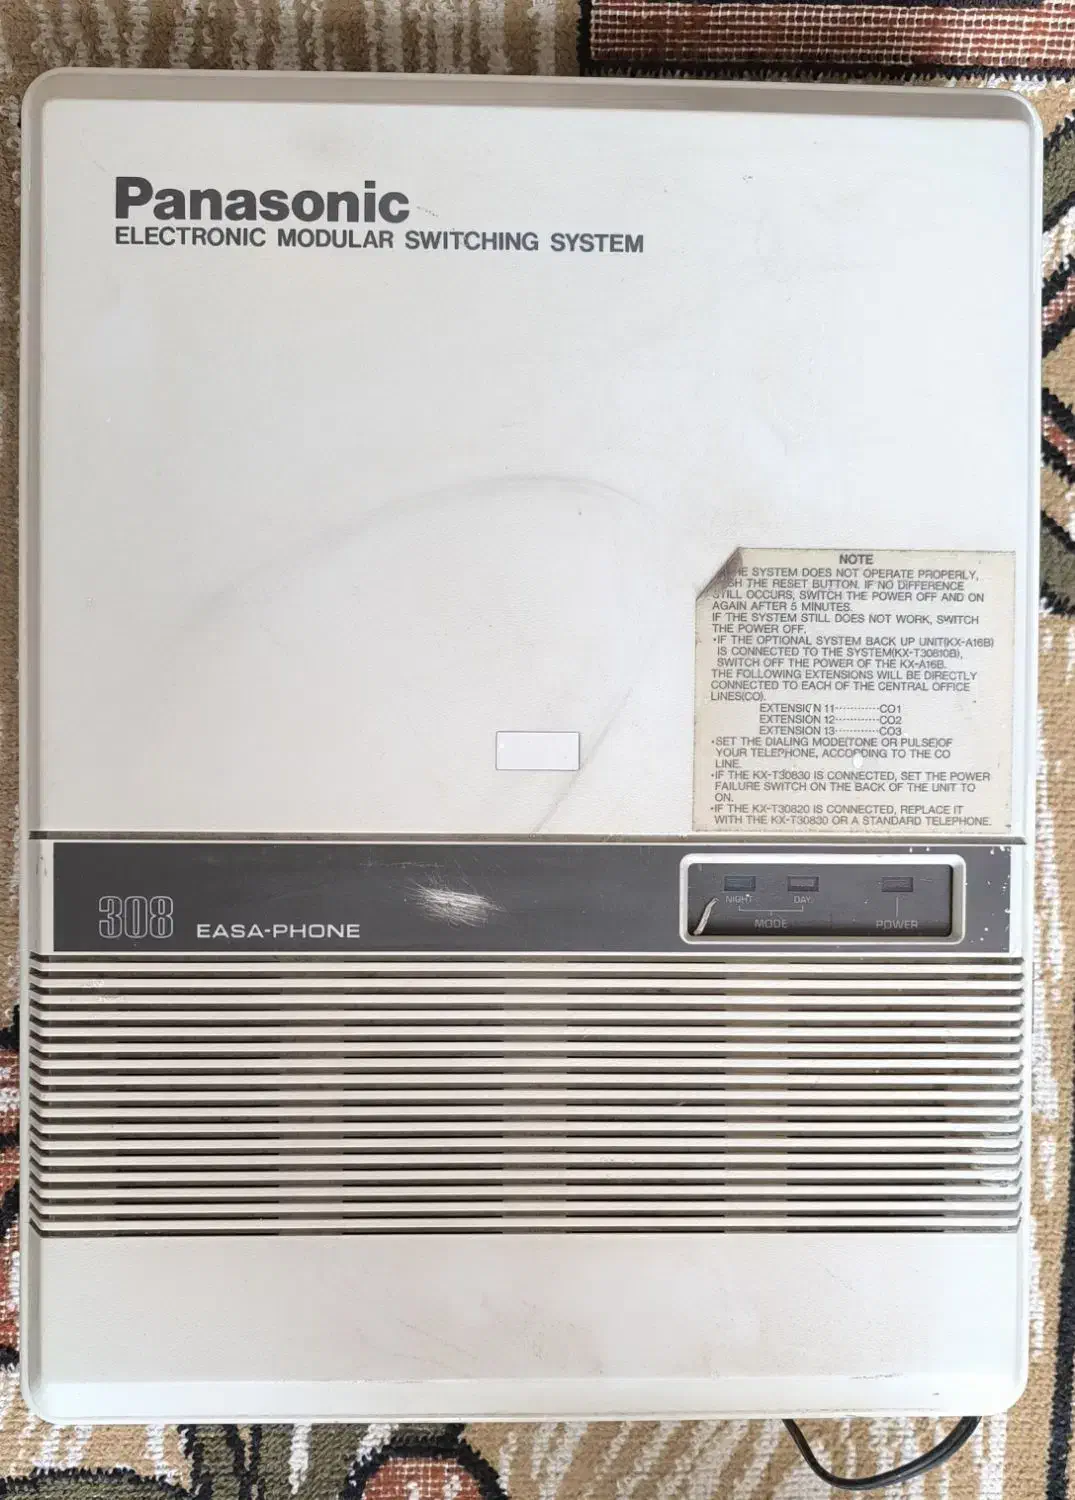 Panasonic
ELECTRONIC MODULAR SWITCHING SYSTEM
NOTE
THE SYSTEM DOES NOT OPERATE PROPERLY,
THE RESET BUTTON. IF NO DIFFERENCE
STILL OCCURS, SWITCH THE POWER OFF AND ON
AGAIN AFTER 5 MINUTES.
IF THE SYSTEM STILL DOES NOT WORK, SWITCH
THE POWER OFF.
•IF THE OPTIONAL SYSTEM BACK UP UNIT(KX-A16B)
IS CONNECTED TO THE SYSTEM(KX-T30810B),
SWITCH OFF THE POWER OF THE KX-A16B.
THE FOLLOWING EXTENSIONS WILL BE DIRECTLY
CONNECTED TO EACH OF THE CENTRAL OFFICE
LINES(CO).
EXTENSION 11............CO1
EXTENSION 12............CO2
EXTENSION 13............CO3
•SET THE DIALING MODE(TONE OR PULSE)OF
YOUR TELEPHONE, ACCORDING TO THE CO
LINE.
•IF THE KX-T30830 IS CONNECTED, SET THE POWER
FAILURE SWITCH ON THE BACK OF THE UNIT TO
ON.
•IF THE KX-T30820 IS CONNECTED, REPLACE IT
WITH THE KX-T30830 OR A STANDARD TELEPHONE.
308 EASA-PHONE
NIGHT DAY
MODE POWER